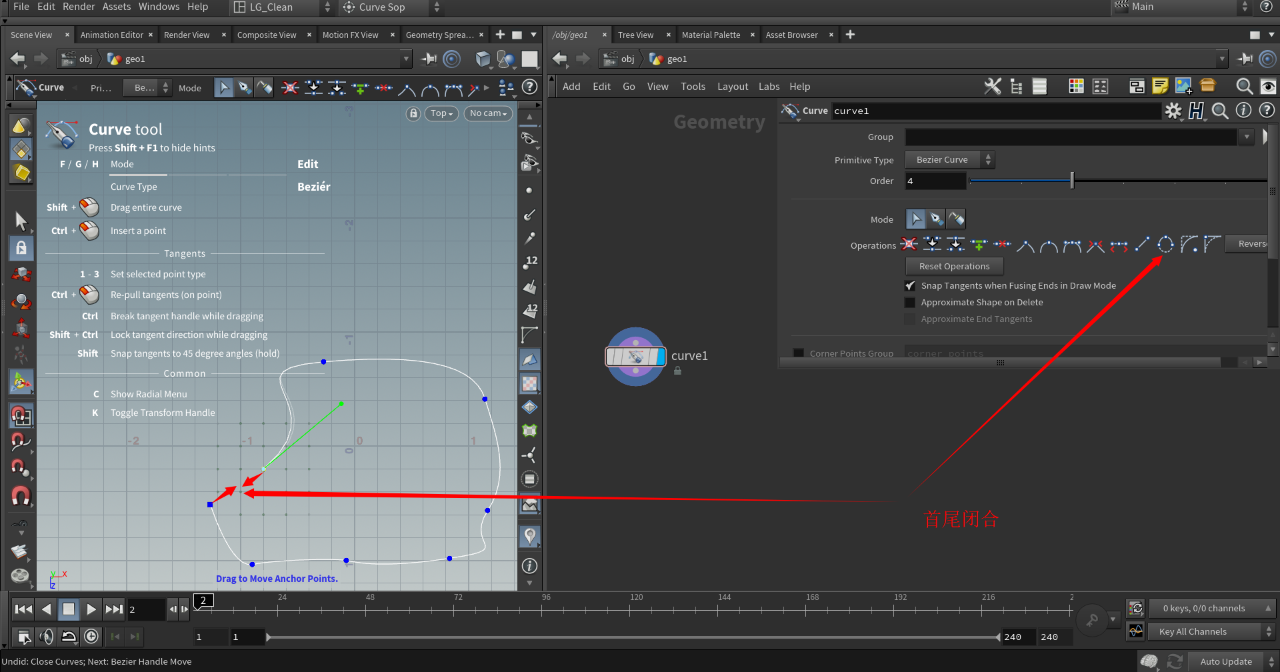 File Edit Render Assets Windows Help LG_Clean Curve Sop Main
Scene View Animation Editor Render View Composite View Motion FX View Geometry Sprea...
obj geo1
Curve Pri... Be... Mode
Curve tool
Press Shift + F1 to hide hints
Top No cam
F / G / H Mode Edit
Curve Type Beziér
Shift + Drag entire curve
Ctrl + Insert a point
Tangents
1 - 3 Set selected point type
Ctrl + Re-pull tangents (on point)
Ctrl Break tangent handle while dragging
Shift + Ctrl Lock tangent direction while dragging
Shift Snap tangents to 45 degree angles (hold)
Common
C Show Radial Menu
K Toggle Transform Handle
-2 -1 0 1
-2
-1
0
12
12
Drag to Move Anchor Points.
Y X
Z
/obj/geo1 Tree View Material Palette Asset Browser
obj geo1
Add Edit Go View Tools Layout Labs Help
Geometry
curve1
Curve curve1
Group
Primitive Type Bezier Curve
Order 4
Mode
Operations Revers
Reset Operations
Snap Tangents when Fusing Ends in Draw Mode
Approximate Shape on Delete
Approximate End Tangents
Corner Points Group corner_points
首尾闭合
2 2 24 48 72 96 120 144 168 192 216 2
0 keys, 0/0 channels
1 1 240 240
Key All Channels
Undid: Close Curves; Next: Bezier Handle Move
Auto Update